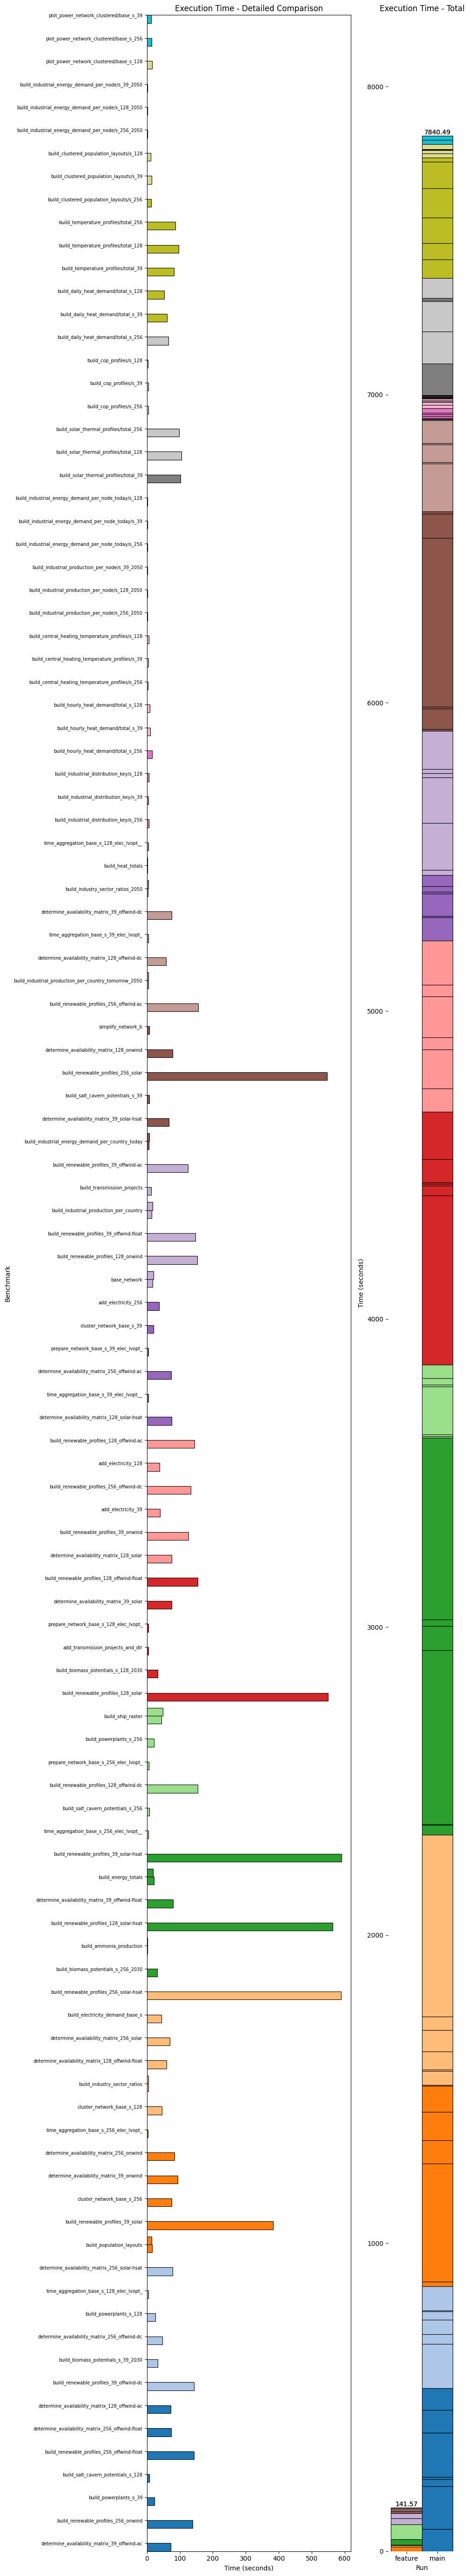 Execution Time - Detailed Comparison
Execution Time - Total
plot_power_network_clustered/base_s_39
plot_power_network_clustered/base_s_256
plot_power_network_clustered/base_s_128
build_industrial_energy_demand_per_node/s_39_2050
build_industrial_energy_demand_per_node/s_128_2050
build_industrial_energy_demand_per_node/s_256_2050
build_clustered_population_layouts/s_128
build_clustered_population_layouts/s_39
build_clustered_population_layouts/s_256
build_temperature_profiles/total_256
build_temperature_profiles/total_128
build_temperature_profiles/total_39
build_daily_heat_demand/total_s_128
build_daily_heat_demand/total_s_39
build_daily_heat_demand/total_s_256
build_cop_profiles/s_128
build_cop_profiles/s_39
build_cop_profiles/s_256
build_solar_thermal_profiles/total_256
build_solar_thermal_profiles/total_128
build_solar_thermal_profiles/total_39
build_industrial_energy_demand_per_node_today/s_128
build_industrial_energy_demand_per_node_today/s_39
build_industrial_energy_demand_per_node_today/s_256
build_industrial_production_per_node/s_39_2050
build_industrial_production_per_node/s_128_2050
build_industrial_production_per_node/s_256_2050
build_central_heating_temperature_profiles/s_128
build_central_heating_temperature_profiles/s_39
build_central_heating_temperature_profiles/s_256
build_hourly_heat_demand/total_s_128
build_hourly_heat_demand/total_s_39
build_hourly_heat_demand/total_s_256
build_industrial_distribution_key/s_128
build_industrial_distribution_key/s_39
build_industrial_distribution_key/s_256
time_aggregation_base_s_128_elec_lvopt__
build_heat_totals
build_industry_sector_ratios_2050
determine_availability_matrix_39_offwind-dc
time_aggregation_base_s_39_elec_lvopt_
determine_availability_matrix_128_offwind-dc
build_industrial_production_per_country_tomorrow_2050
build_renewable_profiles_256_offwind-ac
simplify_network_b
determine_availability_matrix_128_onwind
build_renewable_profiles_256_solar
build_salt_cavern_potentials_s_39
determine_availability_matrix_39_solar-hsat
build_industrial_energy_demand_per_country_today
build_renewable_profiles_39_offwind-ac
build_transmission_projects
build_industrial_production_per_country
build_renewable_profiles_39_offwind-float
build_renewable_profiles_128_onwind
base_network
add_electricity_256
cluster_network_base_s_39
prepare_network_base_s_39_elec_lvopt_
determine_availability_matrix_256_offwind-ac
time_aggregation_base_s_39_elec_lvopt__
determine_availability_matrix_128_solar-hsat
build_renewable_profiles_128_offwind-ac
add_electricity_128
build_renewable_profiles_256_offwind-dc
add_electricity_39
build_renewable_profiles_39_onwind
determine_availability_matrix_128_solar
build_renewable_profiles_128_offwind-float
determine_availability_matrix_39_solar
prepare_network_base_s_128_elec_lvopt_
add_transmission_projects_and_dlr
build_biomass_potentials_s_128_2030
build_renewable_profiles_128_solar
build_ship_raster
build_powerplants_s_256
prepare_network_base_s_256_elec_lvopt_
build_renewable_profiles_128_offwind-dc
build_salt_cavern_potentials_s_256
time_aggregation_base_s_256_elec_lvopt__
build_renewable_profiles_39_solar-hsat
build_energy_totals
determine_availability_matrix_39_offwind-float
build_renewable_profiles_128_solar-hsat
build_ammonia_production
build_biomass_potentials_s_256_2030
build_renewable_profiles_256_solar-hsat
build_electricity_demand_base_s
determine_availability_matrix_256_solar
determine_availability_matrix_128_offwind-float
build_industry_sector_ratios
cluster_network_base_s_128
time_aggregation_base_s_256_elec_lvopt_
determine_availability_matrix_256_onwind
determine_availability_matrix_39_onwind
cluster_network_base_s_256
build_renewable_profiles_39_solar
build_population_layouts
determine_availability_matrix_256_solar-hsat
time_aggregation_base_s_128_elec_lvopt_
build_powerplants_s_128
determine_availability_matrix_256_offwind-dc
build_biomass_potentials_s_39_2030
build_renewable_profiles_39_offwind-dc
determine_availability_matrix_128_offwind-ac
determine_availability_matrix_256_offwind-float
build_renewable_profiles_256_offwind-float
build_salt_cavern_potentials_s_128
build_powerplants_s_39
build_renewable_profiles_256_onwind
determine_availability_matrix_39_offwind-ac
Benchmark
0 100 200 300 400 500 600
Time (seconds)
Time (seconds)
8000
7000
6000
5000
4000
3000
2000
1000
0
7840.49
141.57
feature main
Run